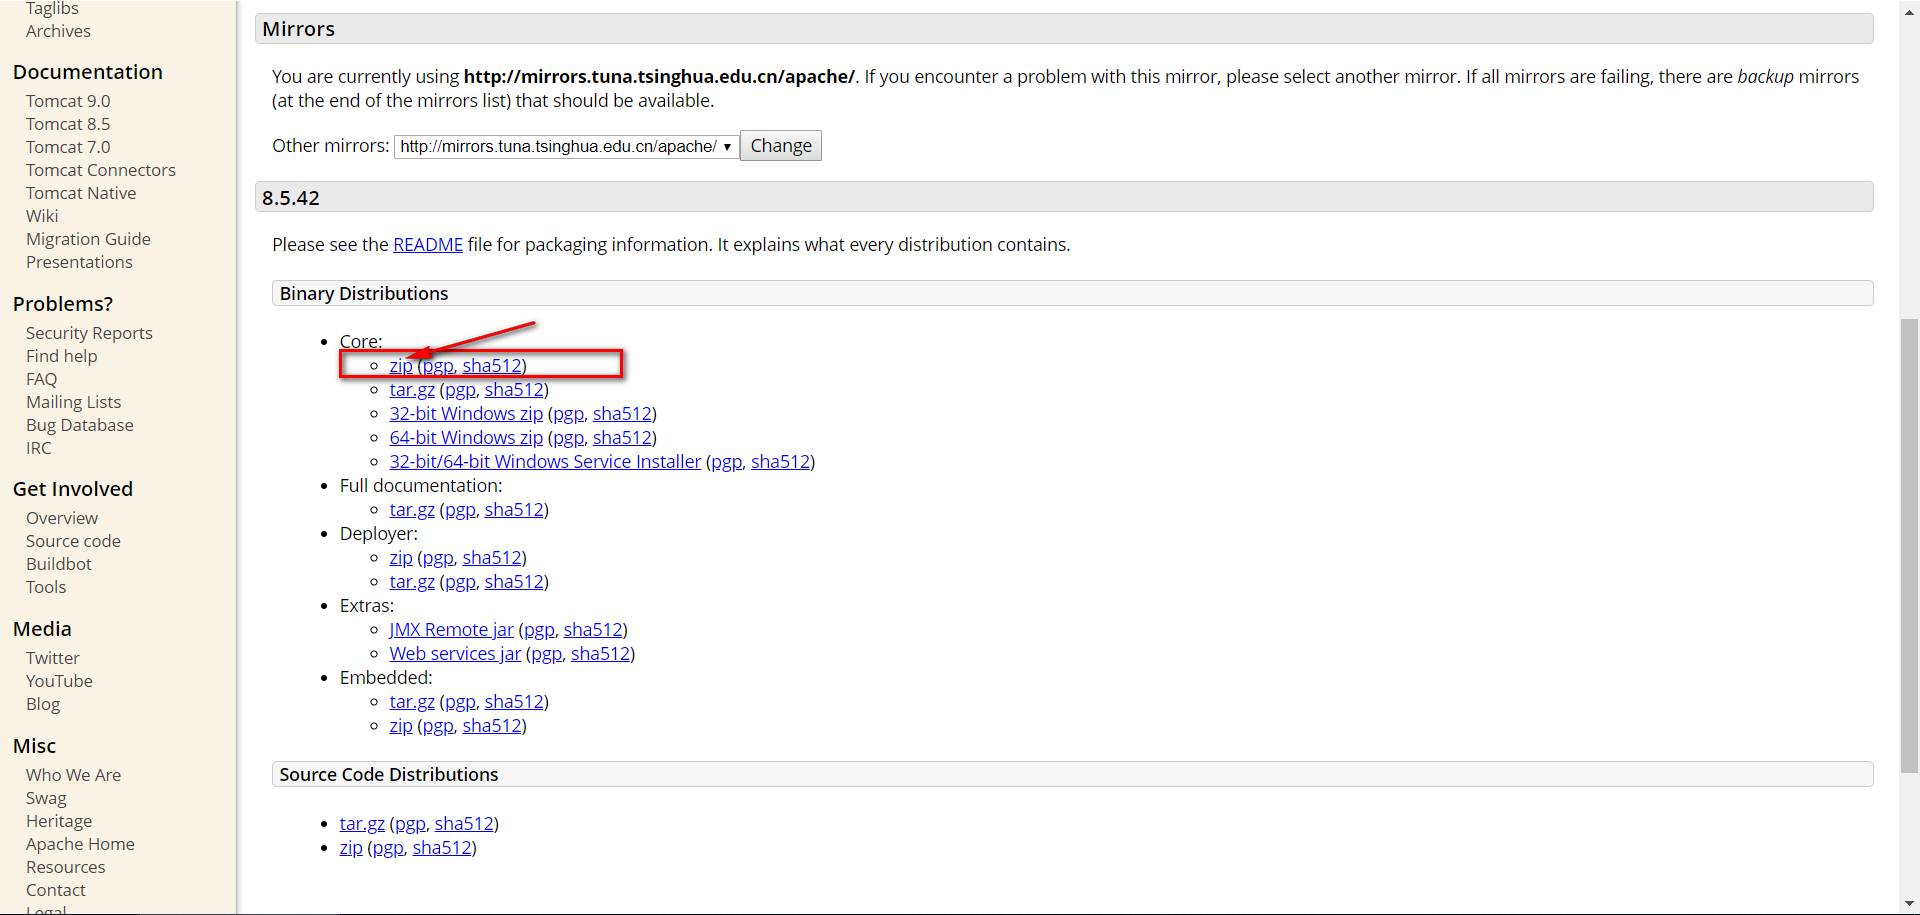 Taglibs
Archives
Documentation
Tomcat 9.0
Tomcat 8.5
Tomcat 7.0
Tomcat Connectors
Tomcat Native
Wiki
Migration Guide
Presentations
Problems?
Security Reports
Find help
FAQ
Mailing Lists
Bug Database
IRC
Get Involved
Overview
Source code
Buildbot
Tools
Media
Twitter
YouTube
Blog
Misc
Who We Are
Swag
Heritage
Apache Home
Resources
Contact
Legal
Mirrors
You are currently using http://mirrors.tuna.tsinghua.edu.cn/apache/. If you encounter a problem with this mirror, please select another mirror. If all mirrors are failing, there are backup mirrors
(at the end of the mirrors list) that should be available.
Other mirrors: http://mirrors.tuna.tsinghua.edu.cn/apache/ Change
8.5.42
Please see the README file for packaging information. It explains what every distribution contains.
Binary Distributions
Core:
zip (pgp, sha512)
tar.gz (pgp, sha512)
32-bit Windows zip (pgp, sha512)
64-bit Windows zip (pgp, sha512)
32-bit/64-bit Windows Service Installer (pgp, sha512)
Full documentation:
tar.gz (pgp, sha512)
Deployer:
zip (pgp, sha512)
tar.gz (pgp, sha512)
Extras:
JMX Remote jar (pgp, sha512)
Web services jar (pgp, sha512)
Embedded:
tar.gz (pgp, sha512)
zip (pgp, sha512)
Source Code Distributions
tar.gz (pgp, sha512)
zip (pgp, sha512)